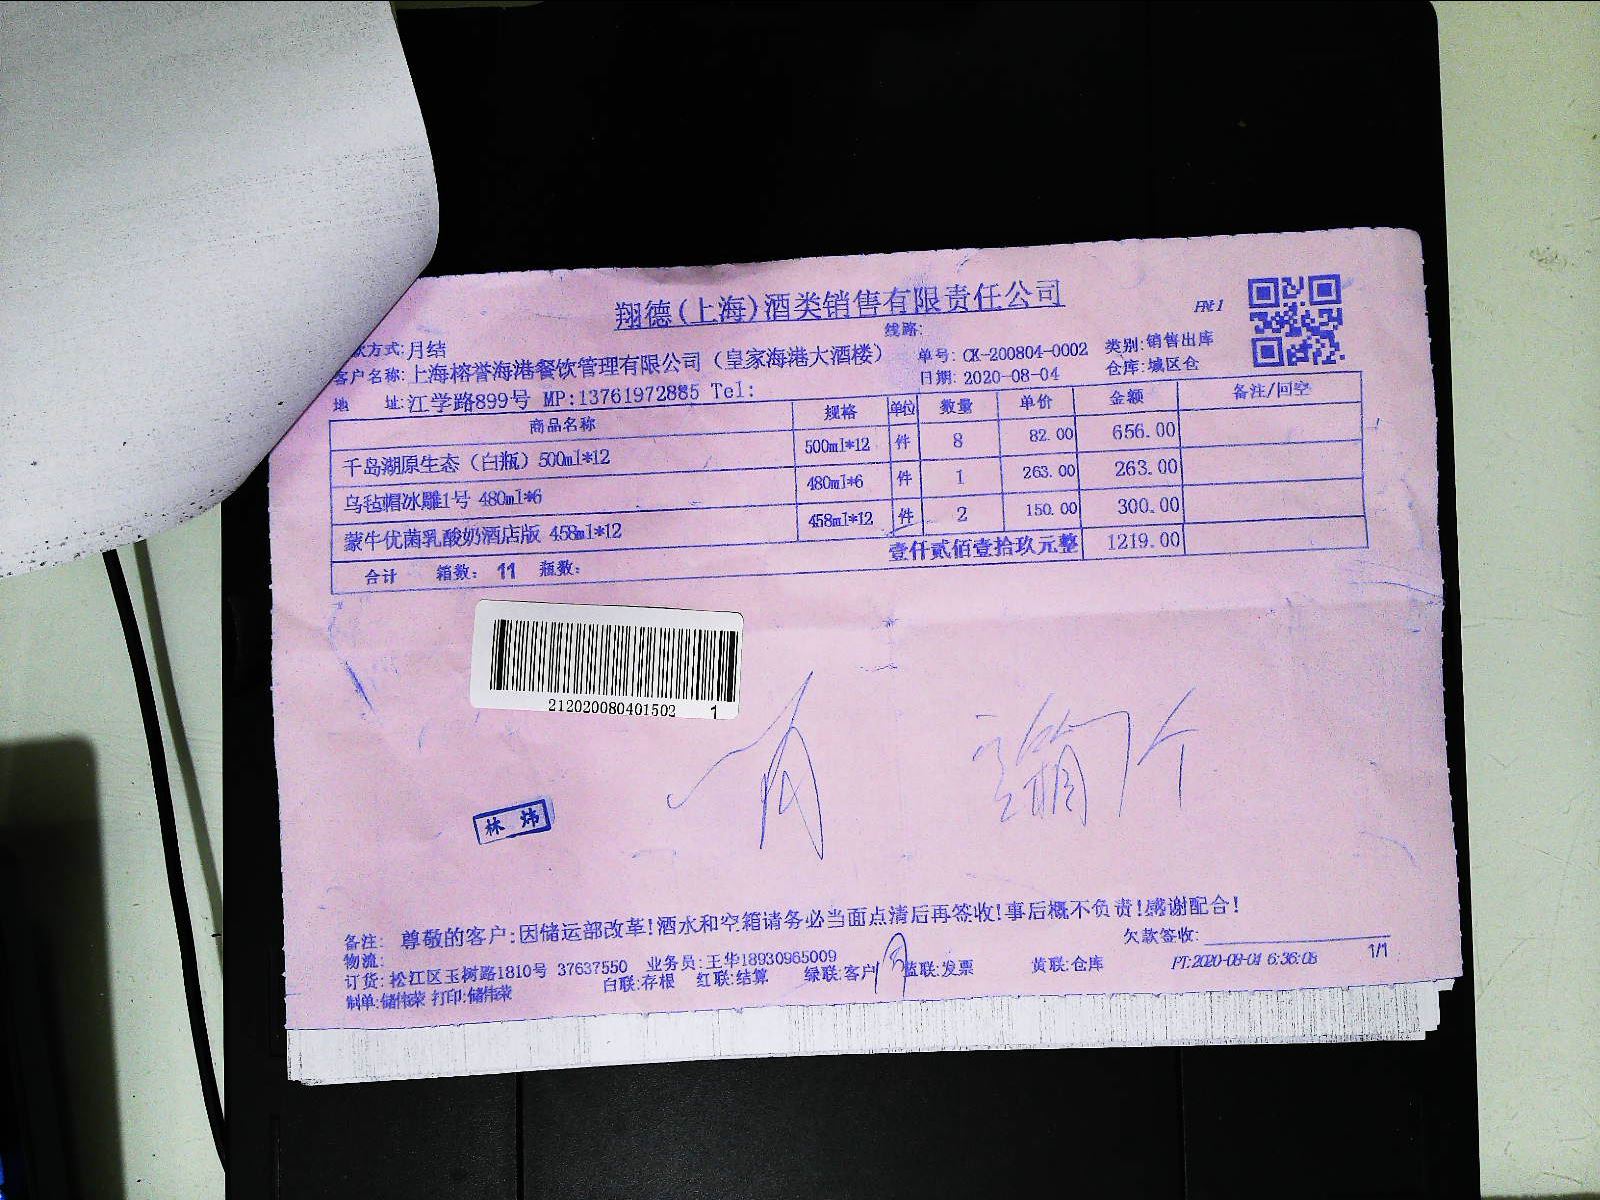 翔德(上海)酒类销售有限责任公司
线路:
款方式:月结
客户名称:上海榕誉海港餐饮管理有限公司（皇家海港大酒楼） 单号: CK-200804-0002 类别:销售出库
地 址:江学路899号 MP:13761972885 Tel: 日期: 2020-08-04 仓库:城区仓
商品名称 规格 单位 数量 单价 金额 备注/回空
千岛湖原生态（白瓶）500ml*12 500ml*12 件 8 82.00 656.00
乌毡帽冰雕1号 480ml*6 480ml*6 件 1 263.00 263.00
蒙牛优菌乳酸奶酒店版 458ml*12 458ml*12 件 2 150.00 300.00
合计 箱数: 11 瓶数: 壹仟贰佰壹拾玖元整 1219.00
212020080401502 1
林炜
备注: 尊敬的客户:因储运部改革!酒水和空箱请务必当面点清后再签收!事后概不负责!感谢配合!
物流: 欠款签收:
订货: 松江区玉树路1810号 37637550 业务员:王华18930965009
制单:储伟荣 打印:储伟荣 白联:存根 红联:结算 绿联:客户 蓝联:发票 黄联:仓库 PT:2020-08-04 6:36:08 1/1